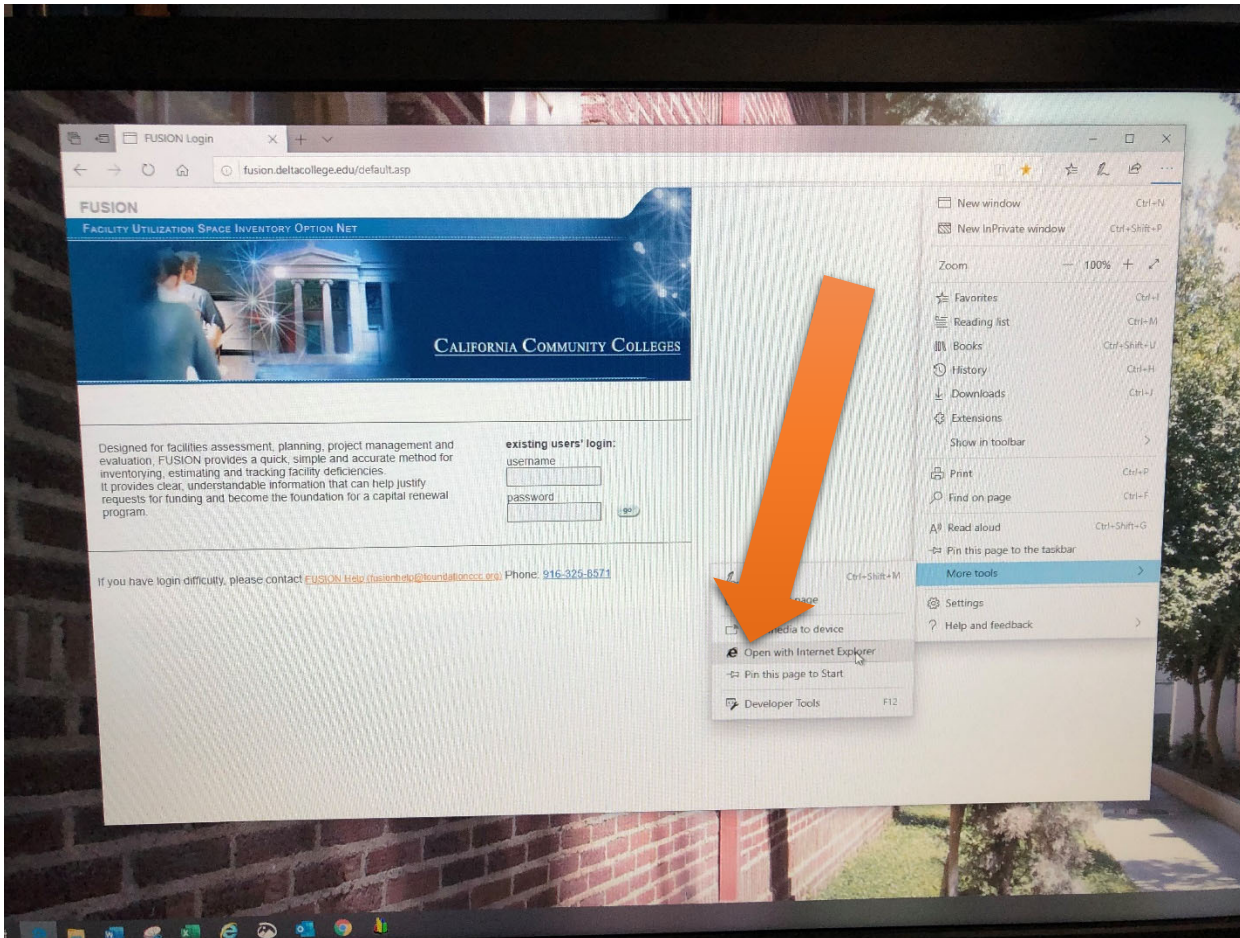 FUSION Login
fusion.deltacollege.edu/default.asp
FUSION
FACILITY UTILIZATION SPACE INVENTORY OPTION NET
CALIFORNIA COMMUNITY COLLEGES
Designed for facilities assessment, planning, project management and
evaluation, FUSION provides a quick, simple and accurate method for
inventorying, estimating and tracking facility deficiencies.
It provides clear, understandable information that can help justify
requests for funding and become the foundation for a capital renewal
program.
existing users' login:
username
password
go
If you have login difficulty, please contact FUSION Help (fusionhelp@foundationccc.org) Phone: 916-325-8571
New window Ctrl+N
New InPrivate window Ctrl+Shift+P
Zoom 100%
Favorites Ctrl+I
Reading list Ctrl+M
Books Ctrl+Shift+U
History Ctrl+H
Downloads Ctrl+J
Extensions
Show in toolbar
Print Ctrl+P
Find on page Ctrl+F
Read aloud Ctrl+Shift+G
Pin this page to the taskbar
More tools
Settings
Help and feedback
Ctrl+Shift+M
media to device
Open with Internet Explorer
Pin this page to Start
Developer Tools F12